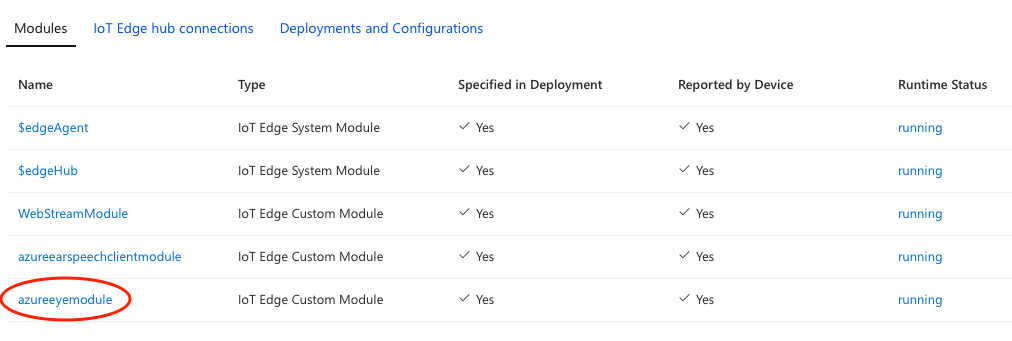 Modules IoT Edge hub connections Deployments and Configurations
Name Type Specified in Deployment Reported by Device Runtime Status
$edgeAgent IoT Edge System Module Yes Yes running
$edgeHub IoT Edge System Module Yes Yes running
WebStreamModule IoT Edge Custom Module Yes Yes running
azureearspeechclientmodule IoT Edge Custom Module Yes Yes running
azureeyemodule IoT Edge Custom Module Yes Yes running